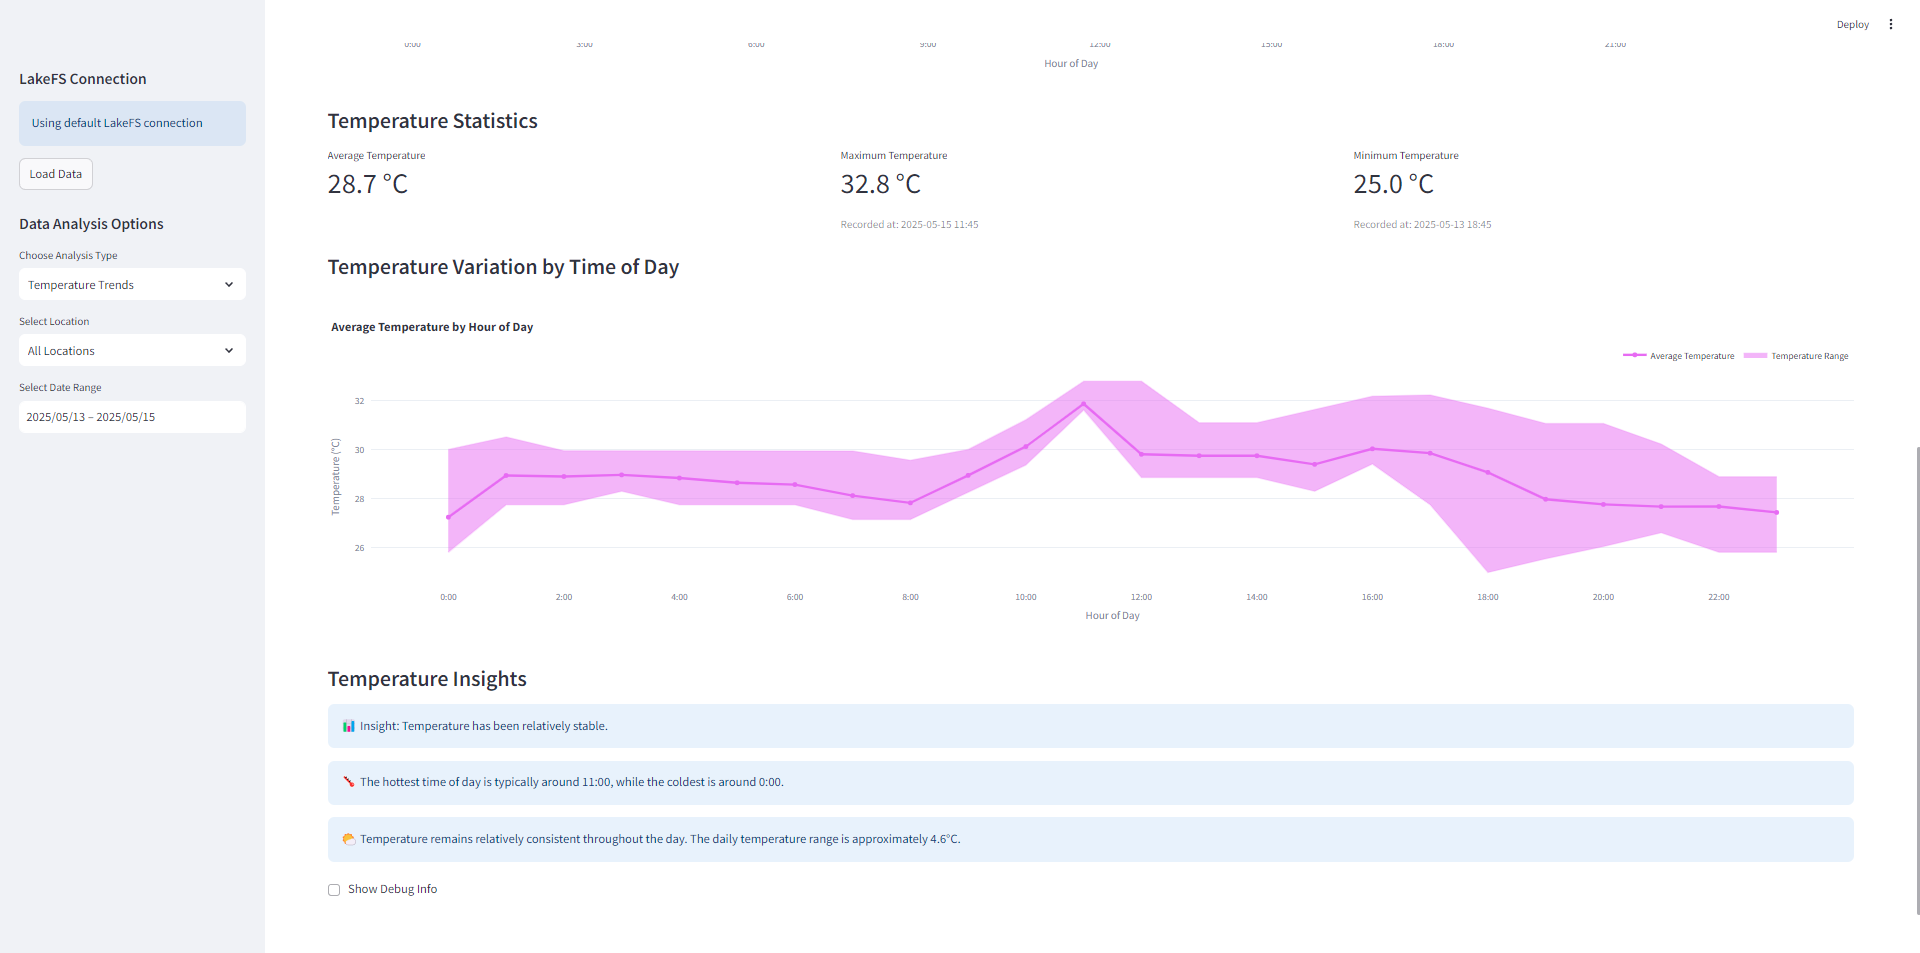 Deploy
0:00 3:00 6:00 9:00 12:00 15:00 18:00 21:00
Hour of Day
LakeFS Connection
Using default LakeFS connection
Load Data
Data Analysis Options
Choose Analysis Type
Temperature Trends
Select Location
All Locations
Select Date Range
2025/05/13 – 2025/05/15
Temperature Statistics
Average Temperature
28.7 °C
Maximum Temperature
32.8 °C
Recorded at: 2025-05-15 11:45
Minimum Temperature
25.0 °C
Recorded at: 2025-05-13 18:45
Temperature Variation by Time of Day
Average Temperature by Hour of Day
Average Temperature
Temperature Range
Temperature (°C)
32
30
28
26
0:00 2:00 4:00 6:00 8:00 10:00 12:00 14:00 16:00 18:00 20:00 22:00
Hour of Day
Temperature Insights
Insight: Temperature has been relatively stable.
The hottest time of day is typically around 11:00, while the coldest is around 0:00.
Temperature remains relatively consistent throughout the day. The daily temperature range is approximately 4.6°C.
Show Debug Info